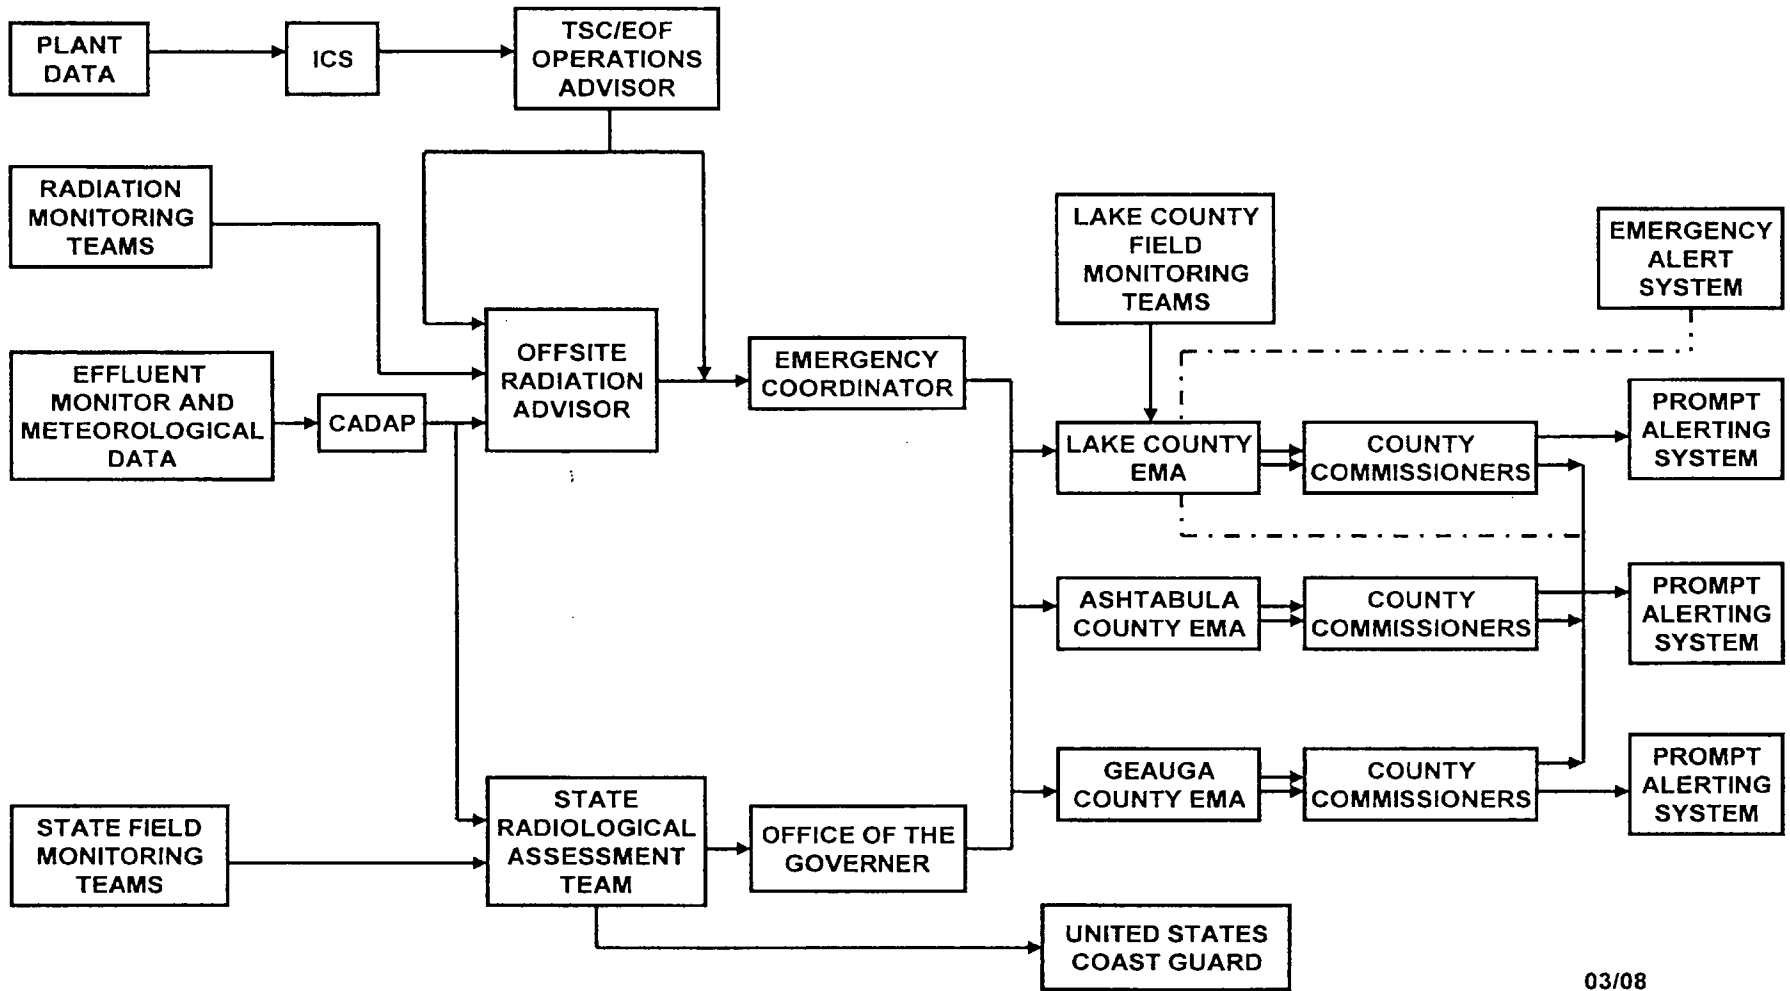 PLANT
DATA
ICS
TSC/EOF
OPERATIONS
ADVISOR
RADIATION
MONITORING
TEAMS
LAKE COUNTY
FIELD
MONITORING
TEAMS
EMERGENCY
ALERT
SYSTEM
EFFLUENT
MONITOR AND
METEOROLOGICAL
DATA
CADAP
OFFSITE
RADIATION
ADVISOR
EMERGENCY
COORDINATOR
LAKE COUNTY
EMA
COUNTY
COMMISSIONERS
PROMPT
ALERTING
SYSTEM
ASHTABULA
COUNTY EMA
COUNTY
COMMISSIONERS
PROMPT
ALERTING
SYSTEM
GEAUGA
COUNTY EMA
COUNTY
COMMISSIONERS
PROMPT
ALERTING
SYSTEM
STATE FIELD
MONITORING
TEAMS
STATE
RADIOLOGICAL
ASSESSMENT
TEAM
OFFICE OF THE
GOVERNER
UNITED STATES
COAST GUARD
03/08